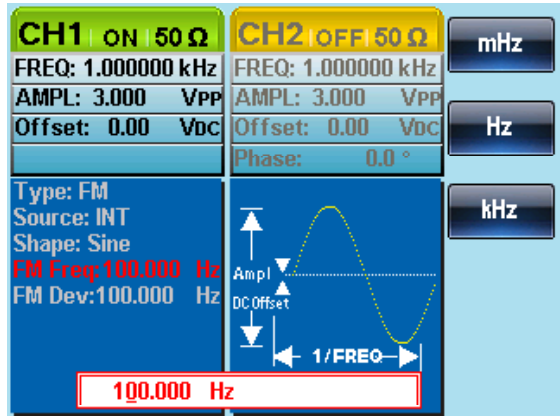 CH1 ON 50 Ω
FREQ: 1.000000 kHz
AMPL: 3.000 VPP
Offset: 0.00 VDC
CH2 OFF 50 Ω
FREQ: 1.000000 kHz
AMPL: 3.000 VPP
Offset: 0.00 VDC
Phase: 0.0 °
mHz
Hz
kHz
Type: FM
Source: INT
Shape: Sine
FM Freq:100.000 Hz
FM Dev:100.000 Hz
Ampl
DC Offset
1/FREQ
100.000 Hz